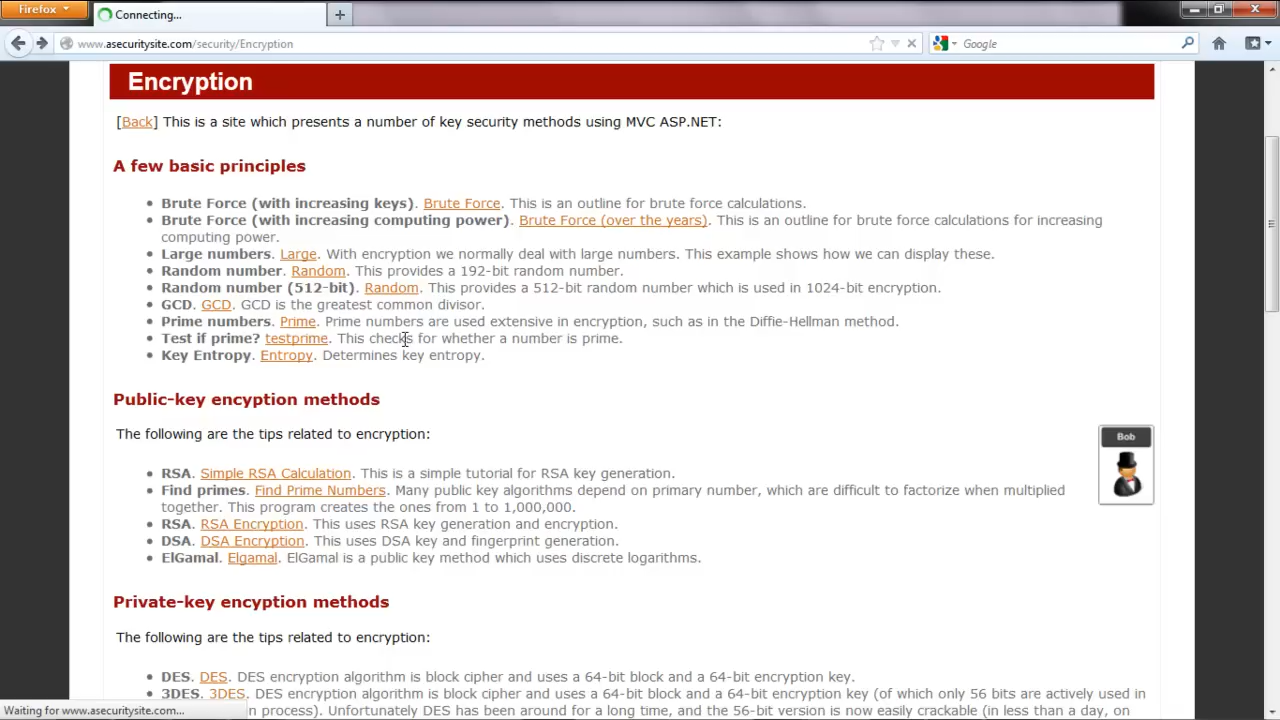 Firefox
Connecting...
www.asecuritysite.com/security/Encryption
Google
Encryption
[Back] This is a site which presents a number of key security methods using MVC ASP.NET:
A few basic principles
Brute Force (with increasing keys). Brute Force. This is an outline for brute force calculations.
Brute Force (with increasing computing power). Brute Force (over the years). This is an outline for brute force calculations for increasing
computing power.
Large numbers. Large. With encryption we normally deal with large numbers. This example shows how we can display these.
Random number. Random. This provides a 192-bit random number.
Random number (512-bit). Random. This provides a 512-bit random number which is used in 1024-bit encryption.
GCD. GCD. GCD is the greatest common divisor.
Prime numbers. Prime. Prime numbers are used extensive in encryption, such as in the Diffie-Hellman method.
Test if prime? testprime. This checks for whether a number is prime.
Key Entropy. Entropy. Determines key entropy.
Public-key encyption methods
The following are the tips related to encryption:
Bob
RSA. Simple RSA Calculation. This is a simple tutorial for RSA key generation.
Find primes. Find Prime Numbers. Many public key algorithms depend on primary number, which are difficult to factorize when multiplied
together. This program creates the ones from 1 to 1,000,000.
RSA. RSA Encryption. This uses RSA key generation and encryption.
DSA. DSA Encryption. This uses DSA key and fingerprint generation.
ElGamal. Elgamal. ElGamal is a public key method which uses discrete logarithms.
Private-key encyption methods
The following are the tips related to encryption:
DES. DES. DES encryption algorithm is block cipher and uses a 64-bit block and a 64-bit encryption key.
3DES. 3DES. DES encryption algorithm is block cipher and uses a 64-bit block and a 64-bit encryption key (of which only 56 bits are actively used in
on process). Unfortunately DES has been around for a long time, and the 56-bit version is now easily crackable (in less than a day, on
Waiting for www.asecuritysite.com...